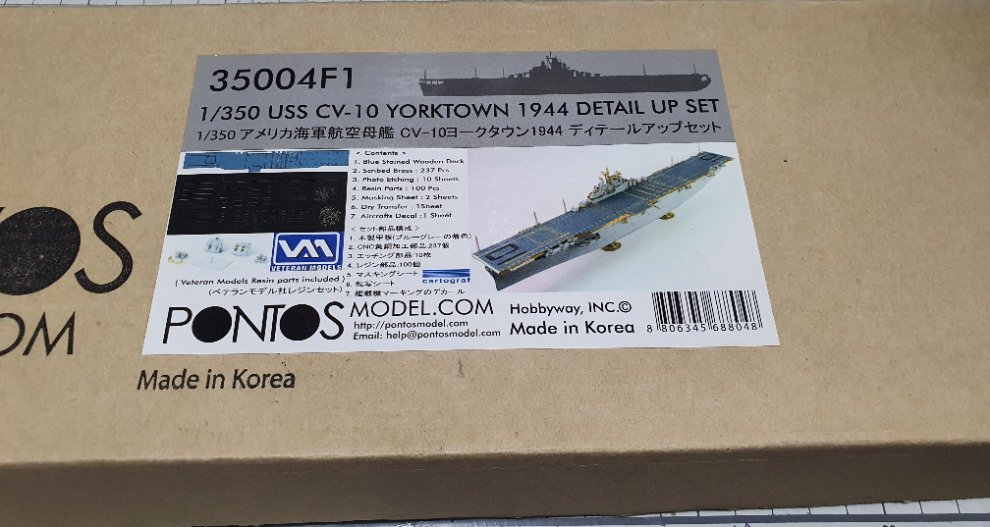 35004F1
1/350 USS CV-10 YORKTOWN 1944 DETAIL UP SET
1/350 アメリカ海軍航空母艦 CV-10ヨークタウン1944 ディテールアップセット
< Contents >
1. Blue Stained Wooden Deck
2. Scribed Brass : 237 Pcs
3. Photo Etching : 10 Sheets
4. Resin Parts : 100 Pcs
5. Masking Sheet : 2 Sheets
6. Dry Transfer : 1Sheet
7. Aircrafts Decal :1 Sheet
< セット部品構成 >
1. 木製甲板(ブルーグレーの着色)
2. CNC黄銅加工部品,237個
3. エッチング部品,10枚
4. レジン部品,100個
5. マスキングシート
6. 転写シート
7. 艦載機マーキングのデカール
VM
VETERAN MODELS
( Veteran Models Resin parts included )
(ベテランモデル社レジンセット)
cartograf
PONTOS MODEL.COM
http://pontosmodel.com
Email: help@pontosmodel.com
Hobbyway, INC.©
Made in Korea
8 806345 688048
OS
OM
Made in Korea